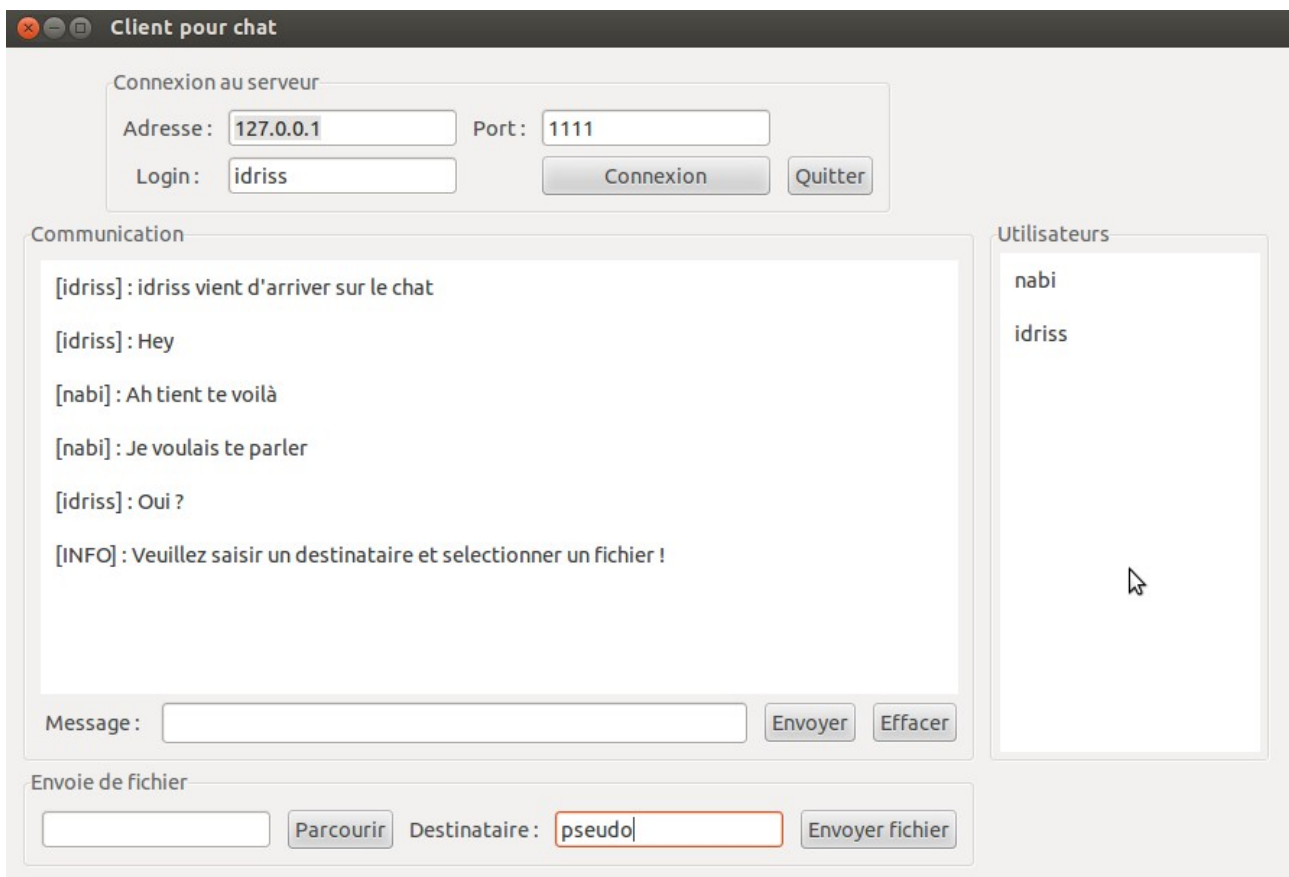 Client pour chat
Connexion au serveur
Adresse : 127.0.0.1 Port : 1111
Login : idriss Connexion Quitter
Communication
[idriss] : idriss vient d'arriver sur le chat
[idriss] : Hey
[nabi] : Ah tient te voilà
[nabi] : Je voulais te parler
[idriss] : Oui ?
[INFO] : Veuillez saisir un destinataire et selectionner un fichier !
Message : Envoyer Effacer
Utilisateurs
nabi
idriss
Envoie de fichier
Parcourir Destinataire : pseudo Envoyer fichier